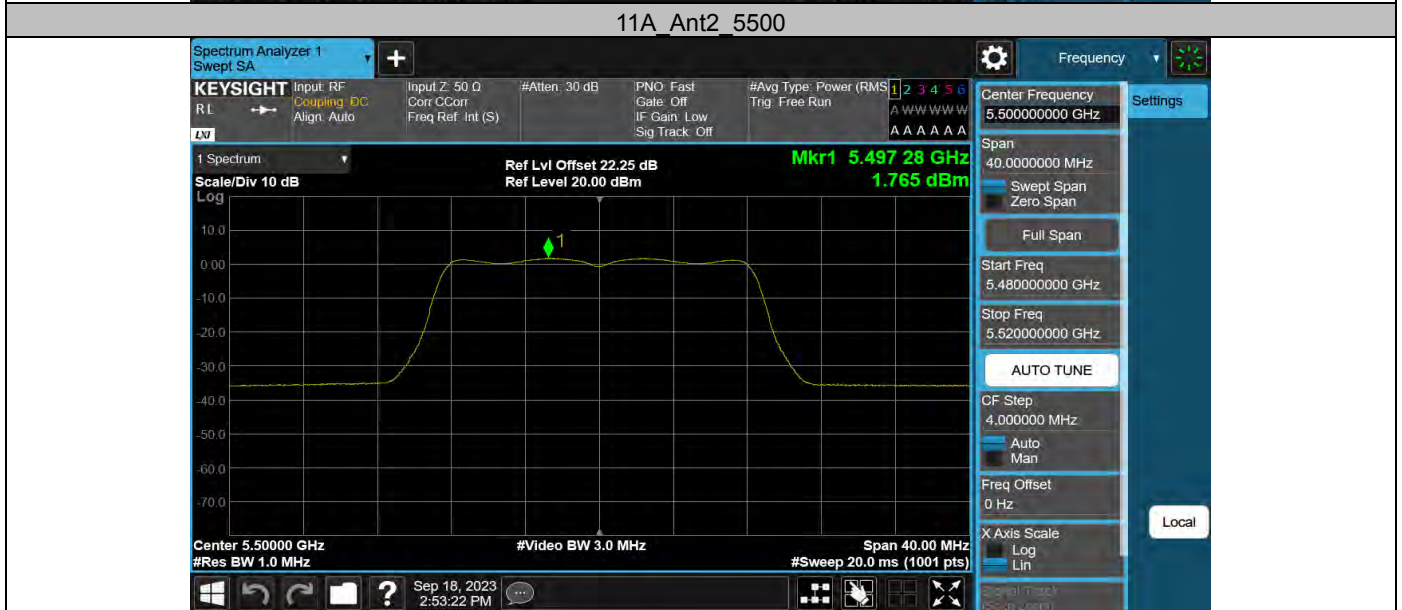 11A_Ant2_5500
Spectrum Analyzer 1
Swept SA
+
Frequency
KEYSIGHT
RL
LXI
Input: RF
Coupling: DC
Align: Auto
Input Z: 50 Ω
Corr CCorr
Freq Ref: Int (S)
#Atten: 30 dB
PNO: Fast
Gate: Off
IF Gain: Low
Sig Track: Off
#Avg Type: Power (RMS
Trig: Free Run
1 2 3 4 5 6
A W W W W W
A A A A A A
1 Spectrum
Scale/Div 10 dB
Ref Lvl Offset 22.25 dB
Ref Level 20.00 dBm
Mkr1 5.497 28 GHz
1.765 dBm
Log
10.0
0.00
-10.0
-20.0
-30.0
-40.0
-50.0
-60.0
-70.0
1
Center 5.50000 GHz
#Res BW 1.0 MHz
#Video BW 3.0 MHz
Span 40.00 MHz
#Sweep 20.0 ms (1001 pts)
Center Frequency
5.500000000 GHz
Settings
Span
40.0000000 MHz
Swept Span
Zero Span
Full Span
Start Freq
5.480000000 GHz
Stop Freq
5.520000000 GHz
AUTO TUNE
CF Step
4.000000 MHz
Auto
Man
Freq Offset
0 Hz
X Axis Scale
Log
Lin
Local
?
Sep 18, 2023
2:53:22 PM